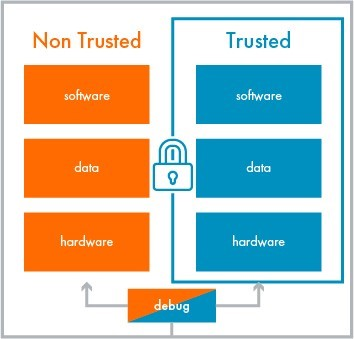 Non Trusted
software
data
hardware
Trusted
software
data
hardware
debug